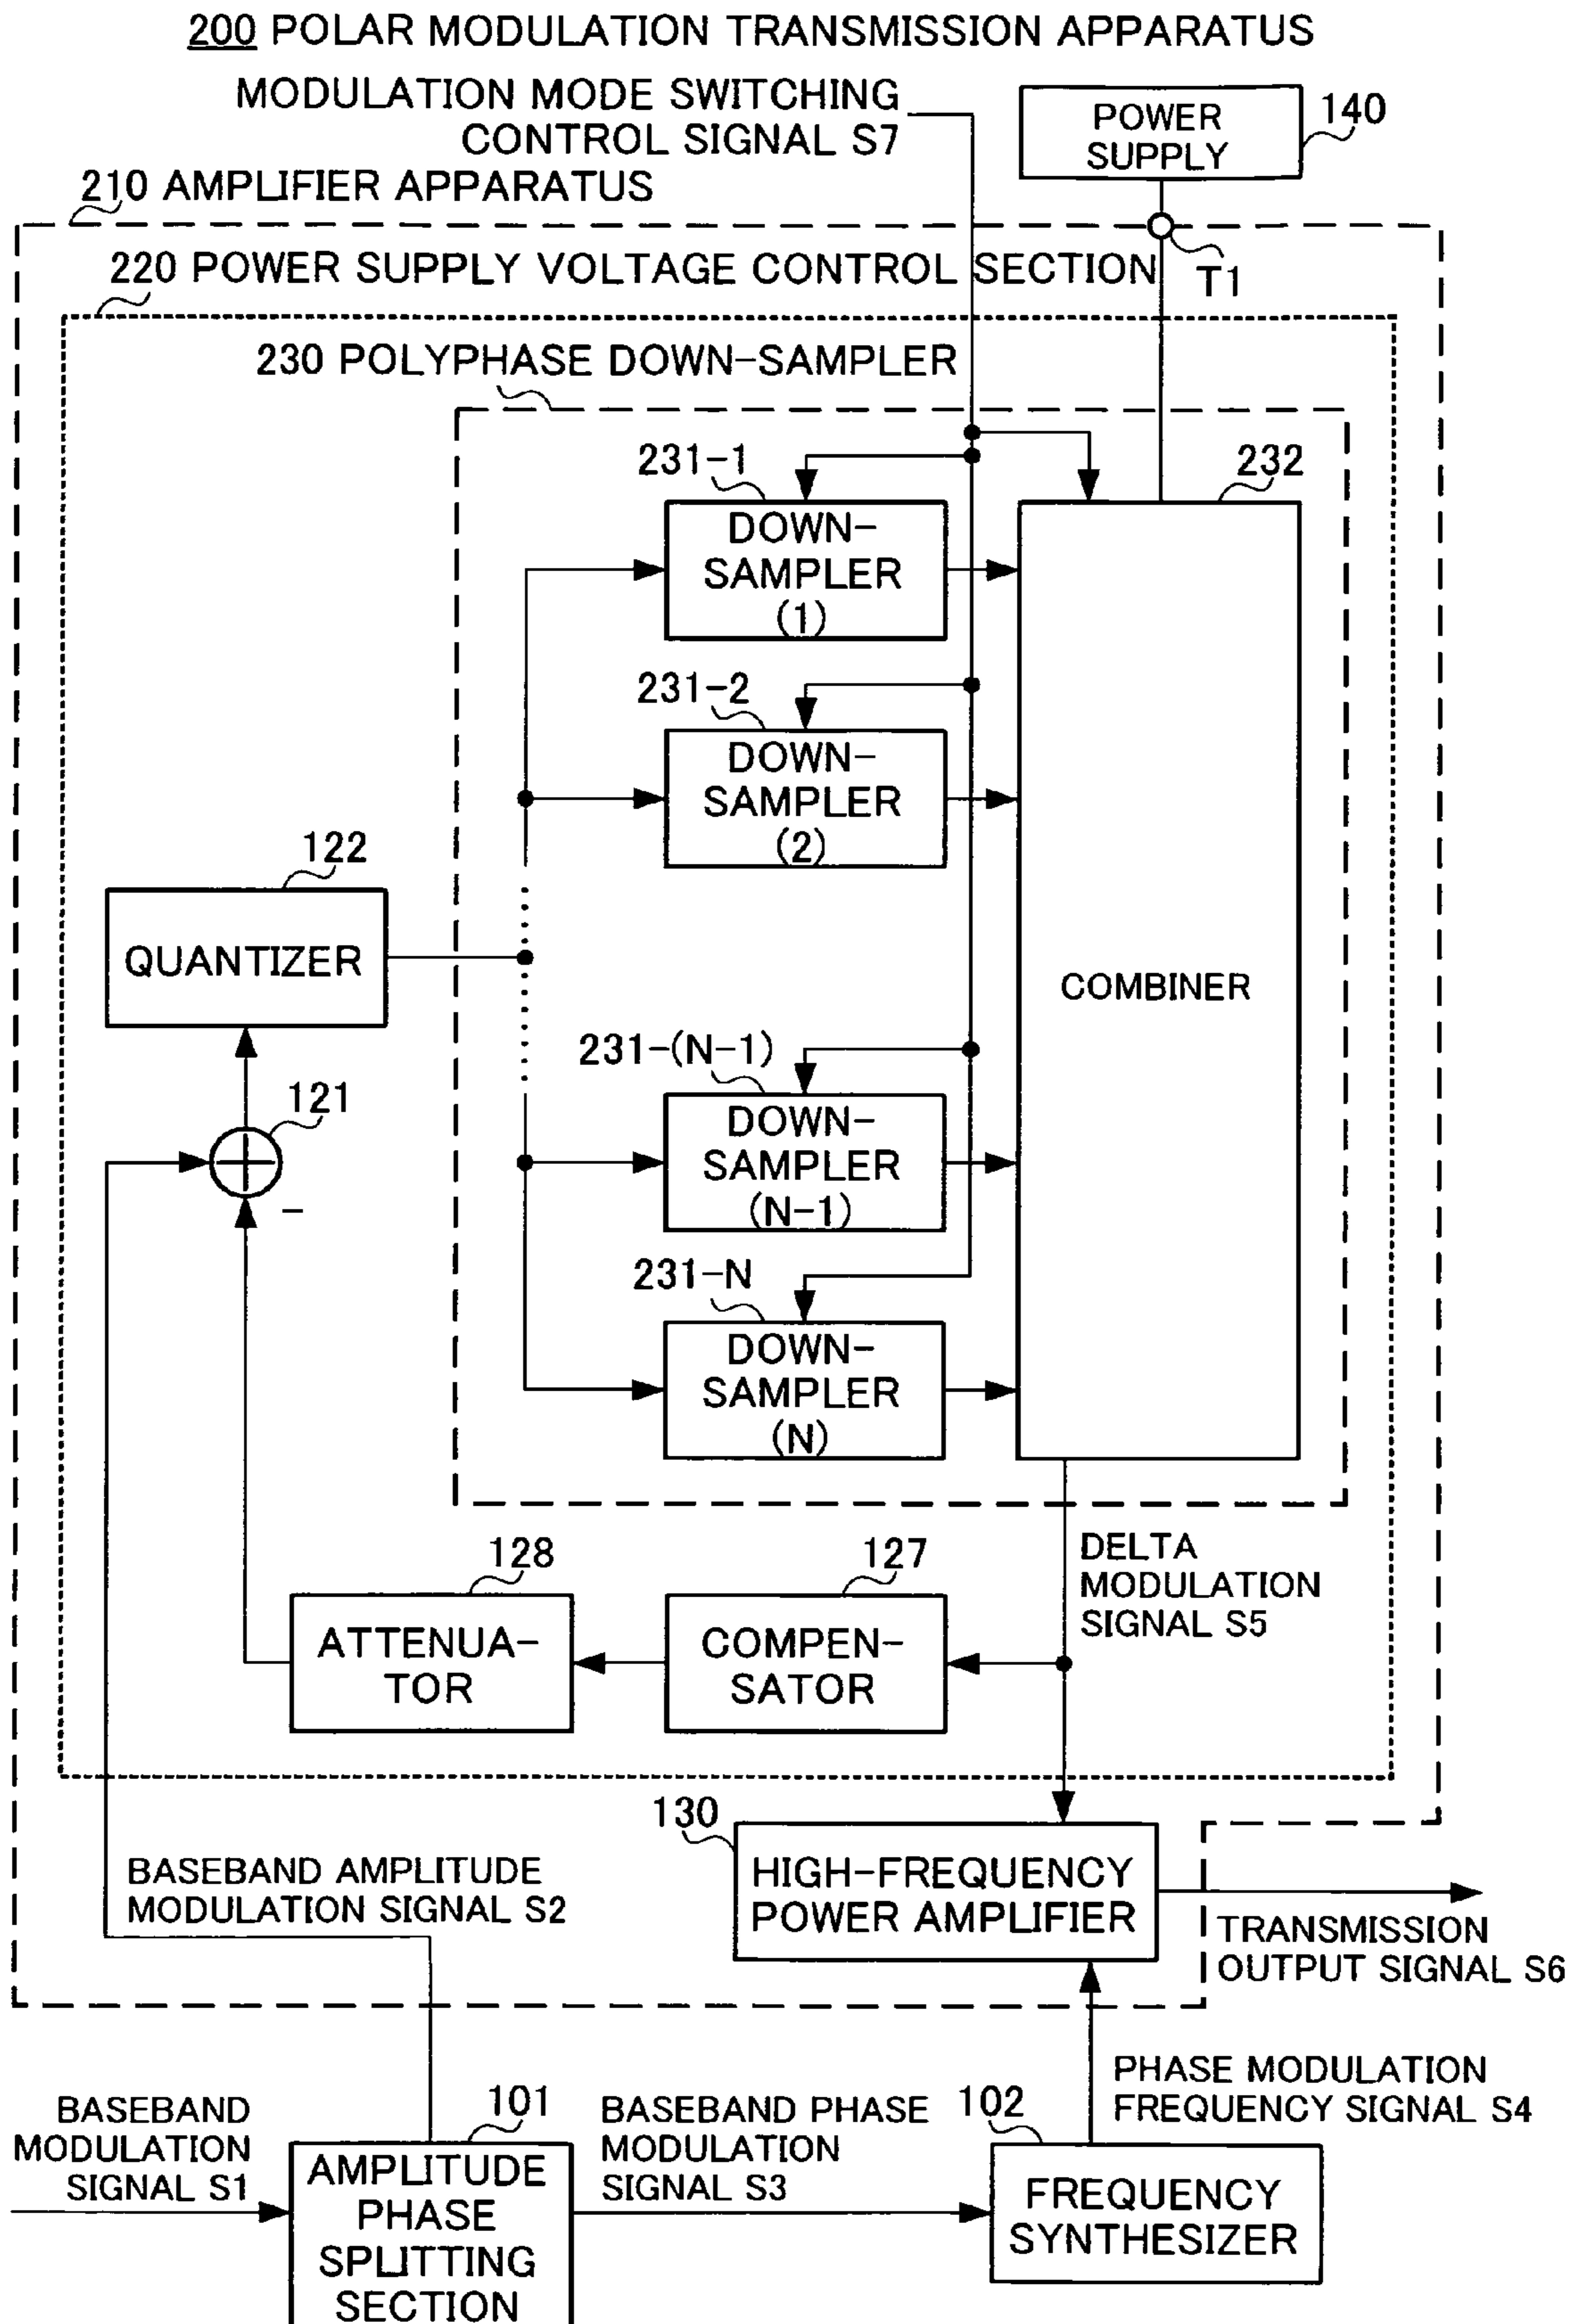 200 POLAR MODULATION TRANSMISSION APPARATUS
MODULATION MODE SWITCHING
CONTROL SIGNAL S7
POWER
SUPPLY
140
210 AMPLIFIER APPARATUS
T1
220 POWER SUPPLY VOLTAGE CONTROL SECTION
230 POLYPHASE DOWN-SAMPLER
231-1
DOWN-
SAMPLER
(1)
232
COMBINER
231-2
DOWN-
SAMPLER
(2)
122
QUANTIZER
231-(N-1)
DOWN-
SAMPLER
(N-1)
121
-
231-N
DOWN-
SAMPLER
(N)
DELTA
MODULATION
SIGNAL S5
128
ATTENUA-
TOR
127
COMPEN-
SATOR
130
HIGH-FREQUENCY
POWER AMPLIFIER
BASEBAND AMPLITUDE
MODULATION SIGNAL S2
TRANSMISSION
OUTPUT SIGNAL S6
PHASE MODULATION
FREQUENCY SIGNAL S4
BASEBAND
MODULATION
SIGNAL S1
101
AMPLITUDE
PHASE
SPLITTING
SECTION
BASEBAND PHASE
MODULATION
SIGNAL S3
102
FREQUENCY
SYNTHESIZER